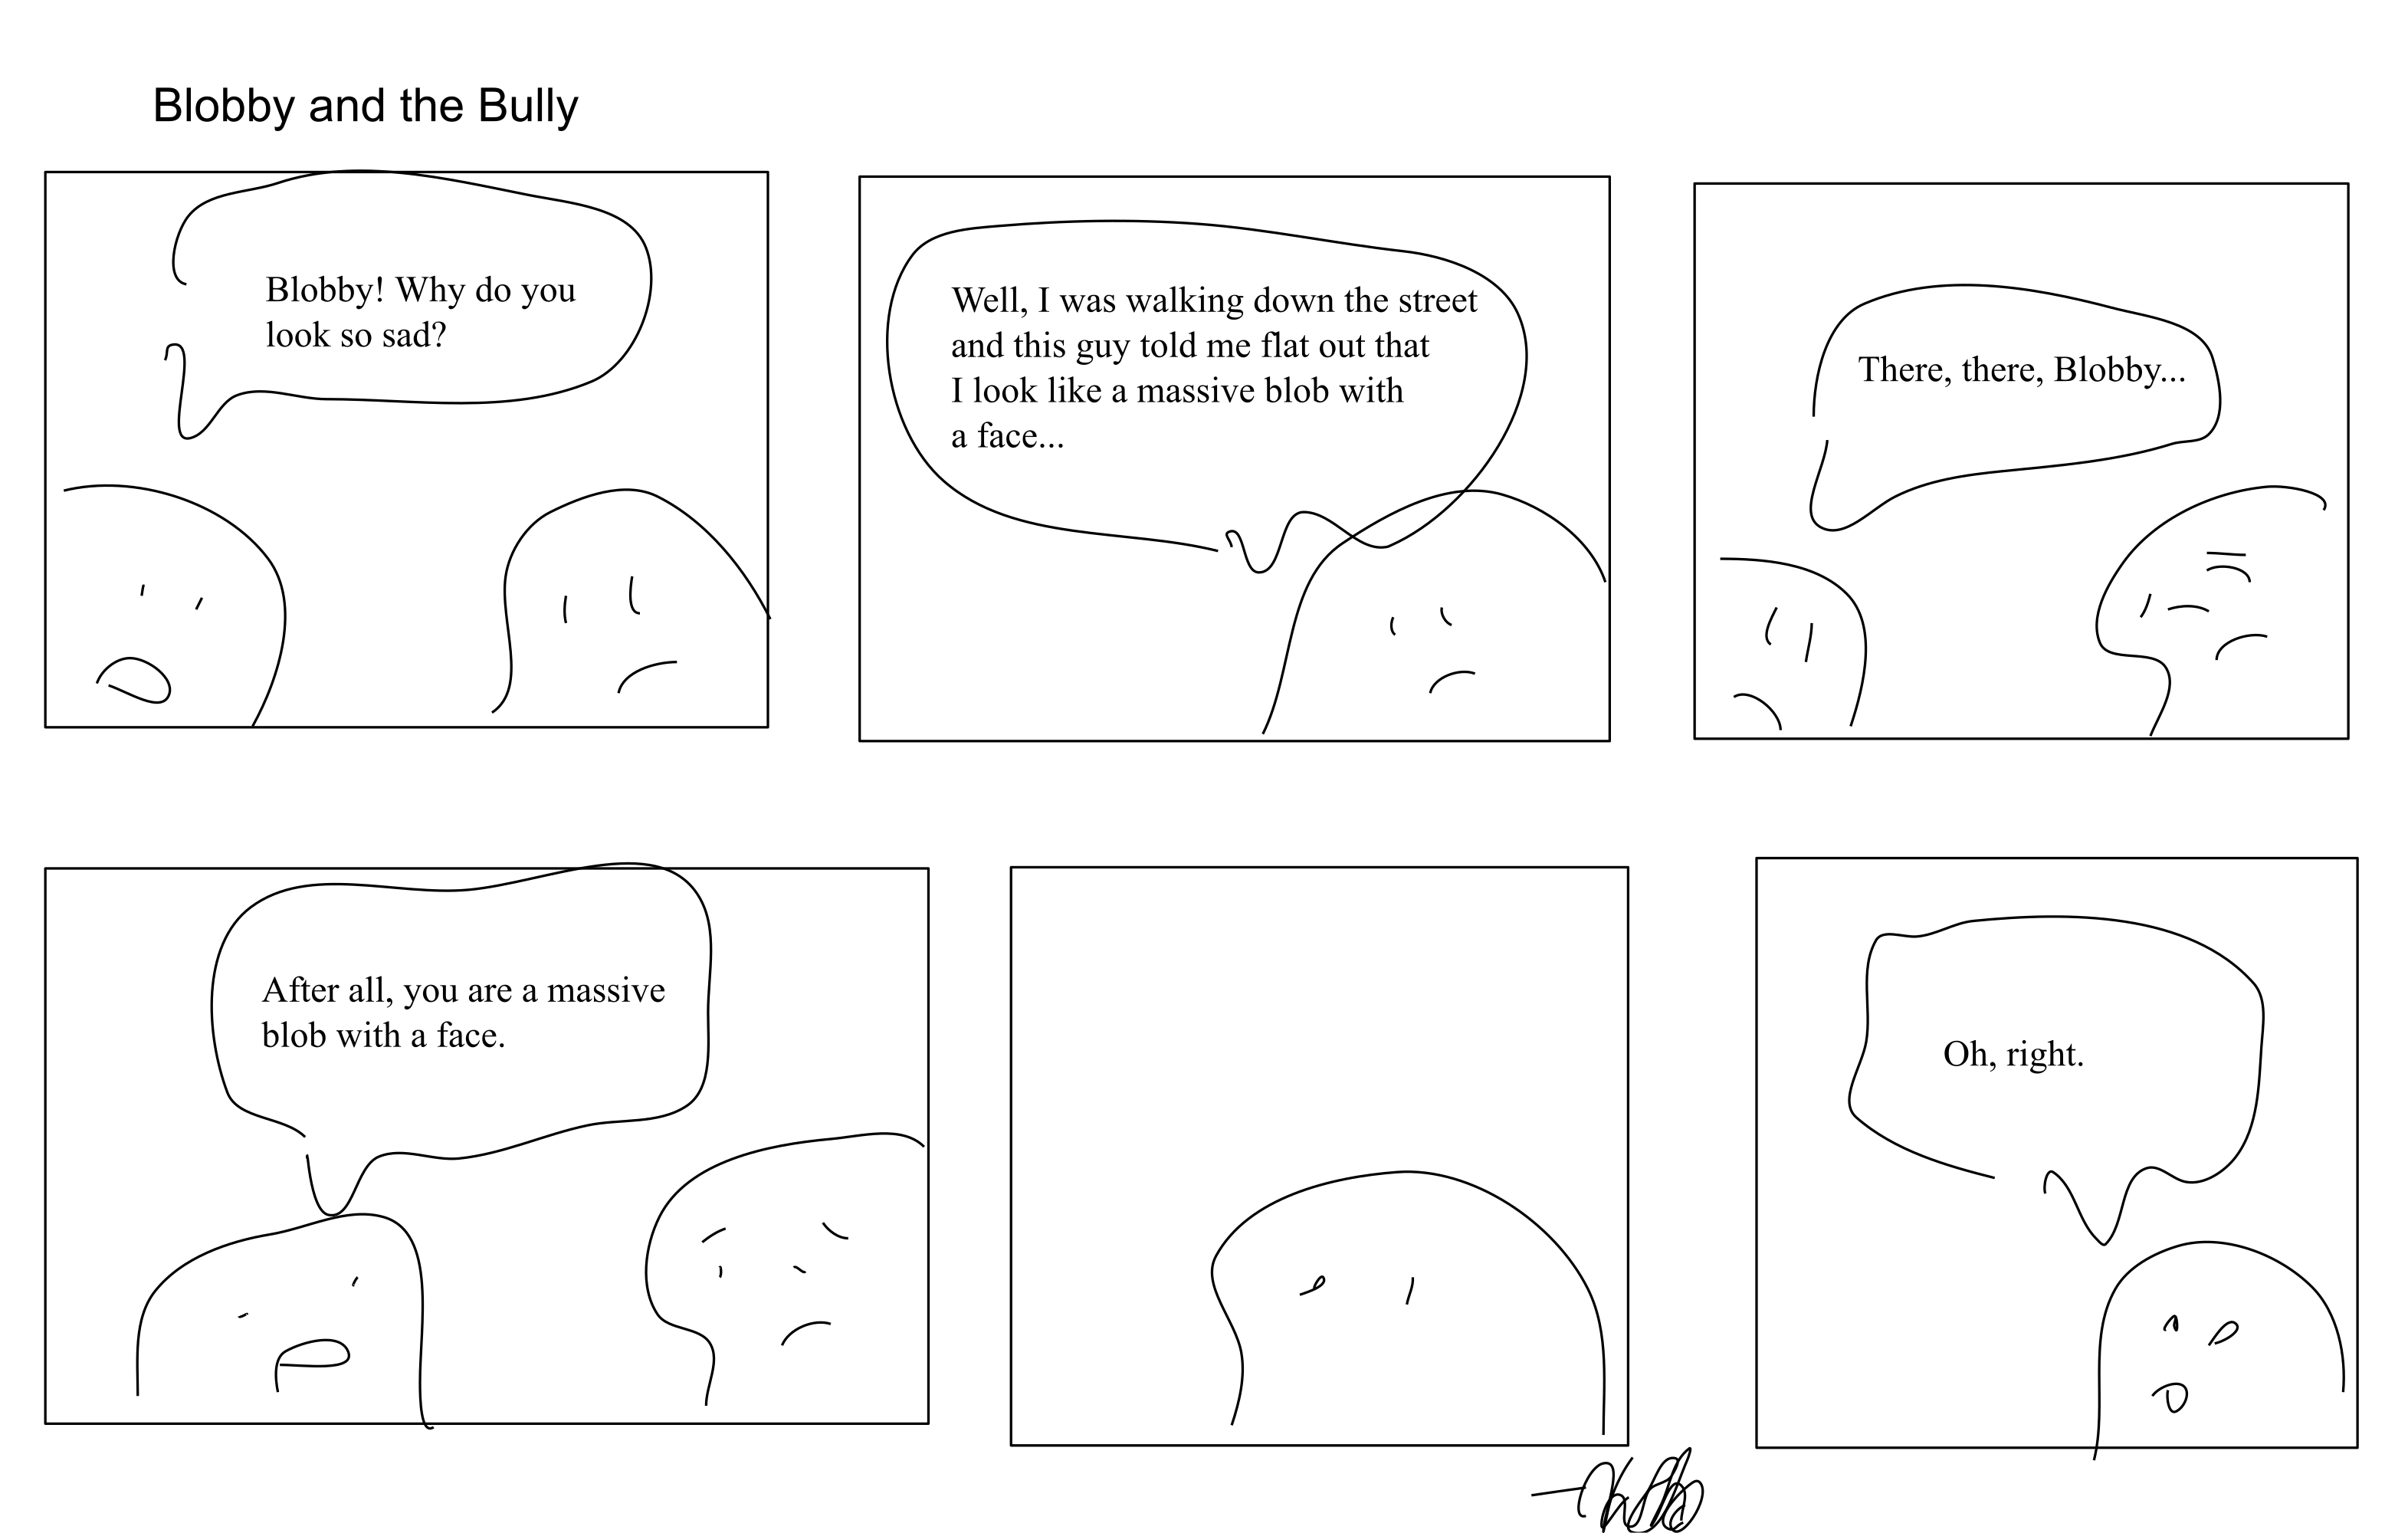 Blobby and the Bully
Blobby! Why do you
look so sad?
Well, I was walking down the street
and this guy told me flat out that
I look like a massive blob with
a face...
There, there, Blobby...
After all, you are a massive
blob with a face.
Oh, right.